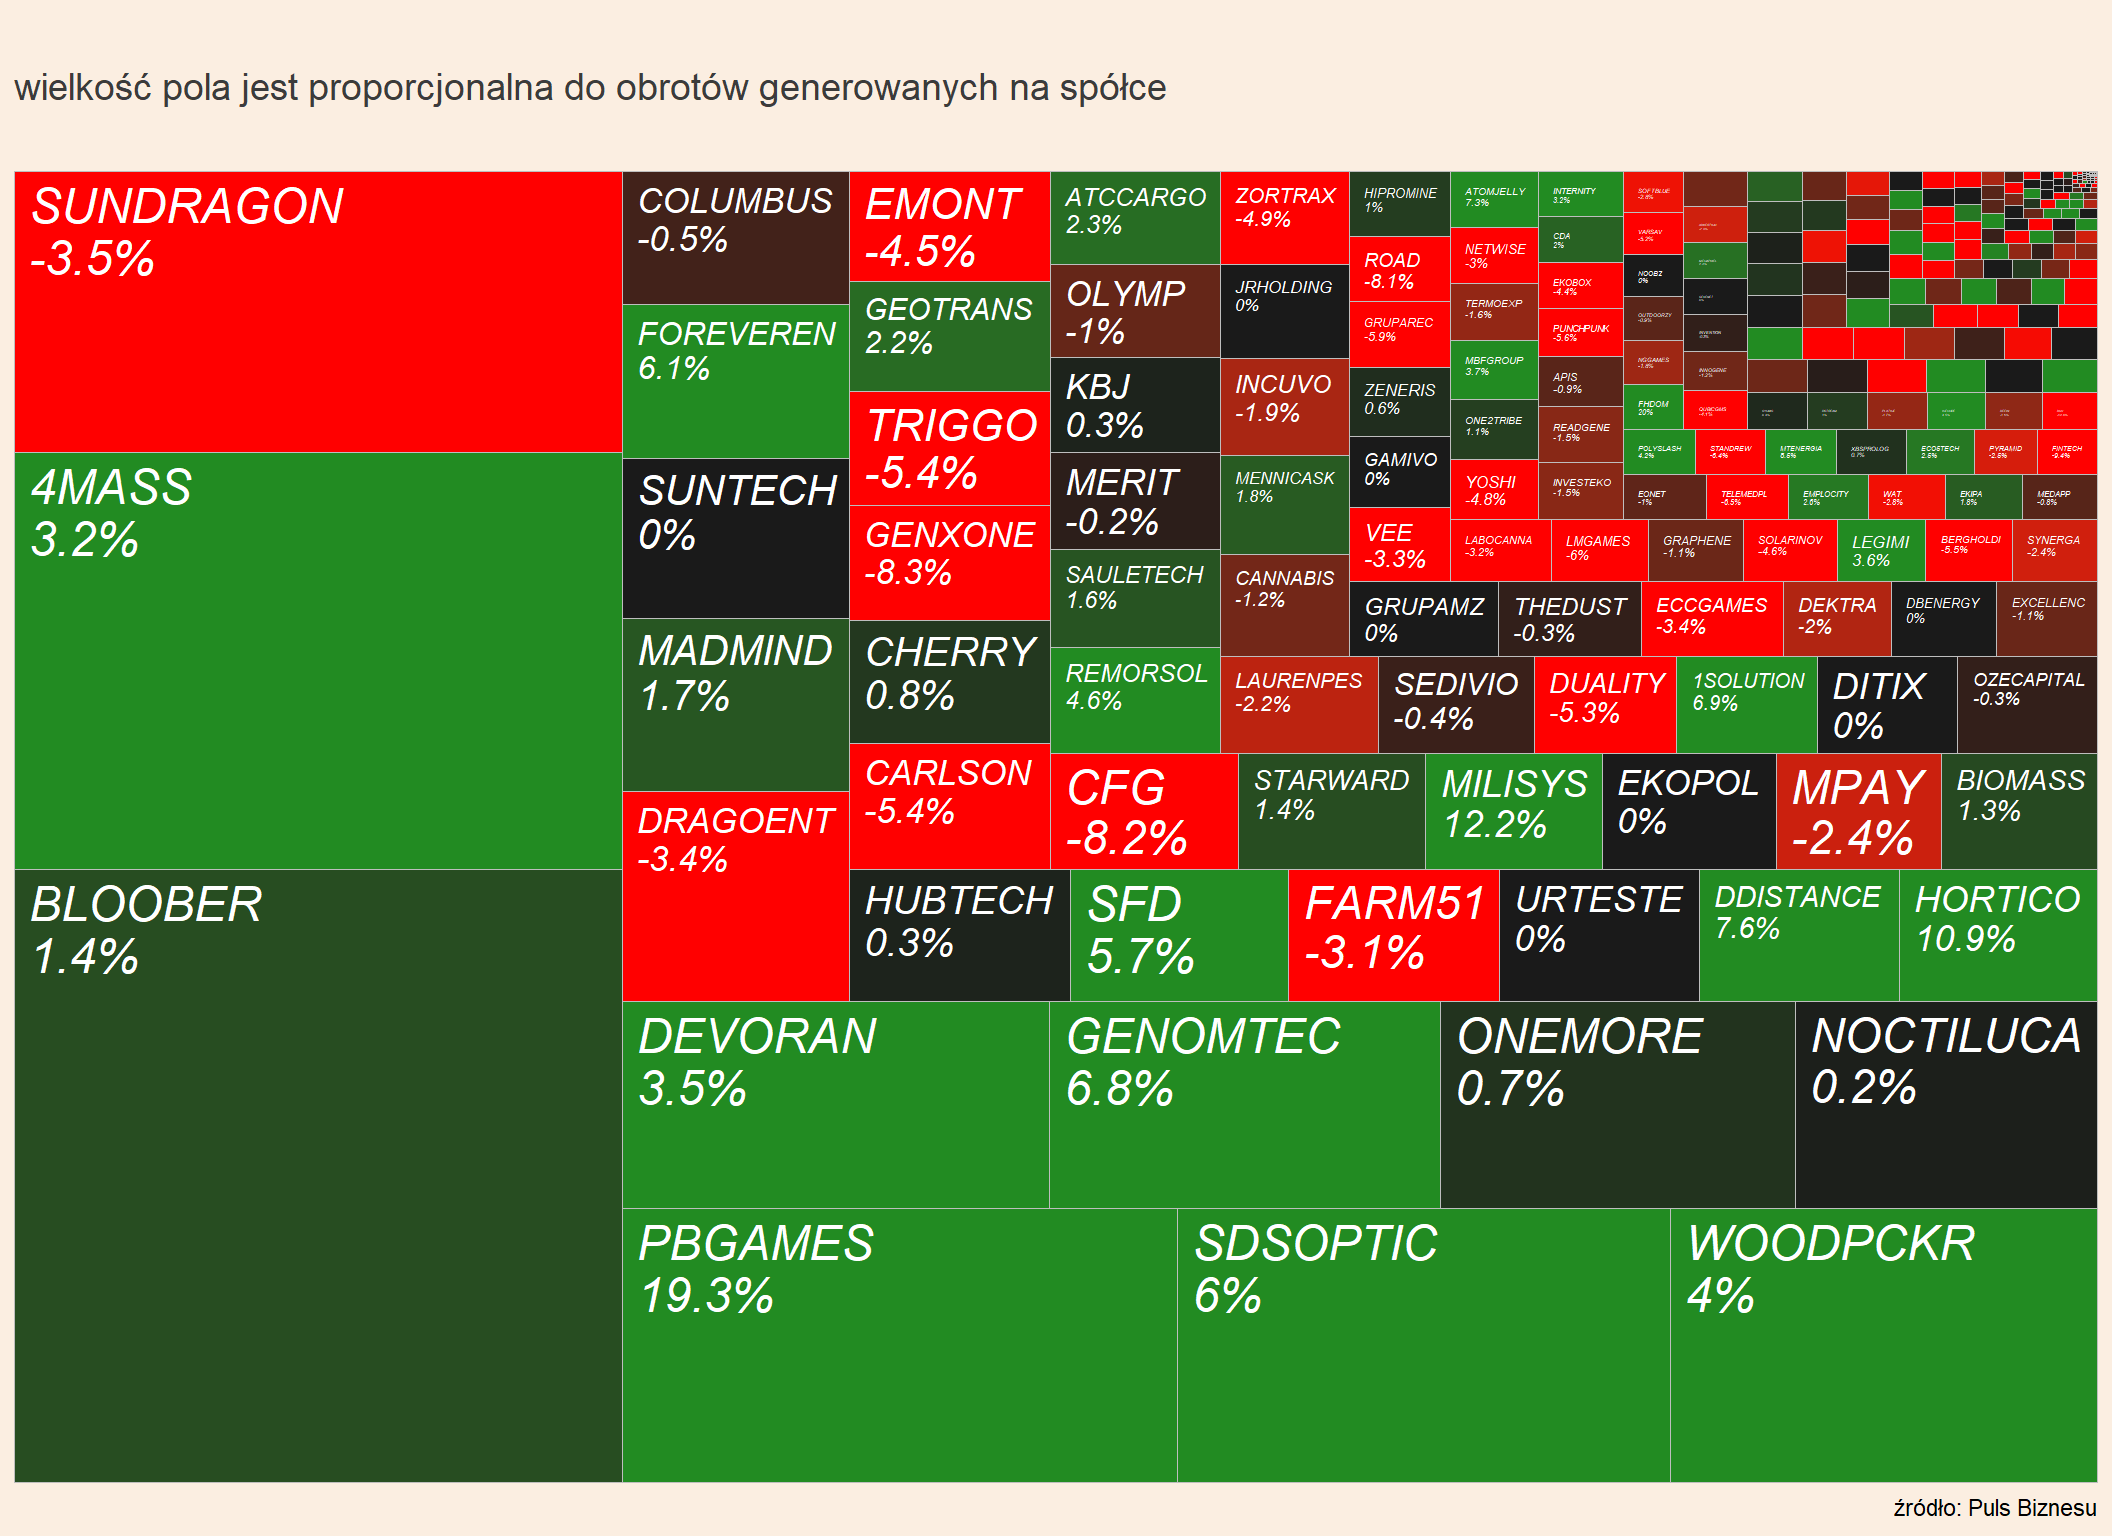 wielkość pola jest proporcjonalna do obrotów generowanych na spółce
SUNDRAGON
-3.5%
4MASS
3.2%
BLOOBER
1.4%
COLUMBUS
-0.5%
FOREVEREN
6.1%
SUNTECH
0%
MADMIND
1.7%
DRAGOENT
-3.4%
EMONT
-4.5%
GEOTRANS
2.2%
TRIGGO
-5.4%
GENXONE
-8.3%
CHERRY
0.8%
CARLSON
-5.4%
ATCCARGO
2.3%
OLYMP
-1%
KBJ
0.3%
MERIT
-0.2%
SAULETECH
1.6%
REMORSOL
4.6%
ZORTRAX
-4.9%
JRHOLDING
0%
INCUVO
-1.9%
MENNICASK
1.8%
CANNABIS
-1.2%
HIPROMINE
1%
ROAD
-8.1%
GRUPAREC
-5.9%
ZENERIS
0.6%
GAMIVO
0%
VEE
-3.3%
ATOMJELLY
7.3%
NETWISE
-3%
TERMOEXP
-1.6%
MBFGROUP
3.7%
ONE2TRIBE
1.1%
YOSHI
-4.8%
INTERNITY
3.2%
CDA
2%
EKOBOX
-4.4%
PUNCHPUNK
-5.6%
APIS
-0.9%
READGENE
-1.5%
INVESTEKO
-1.5%
SOFTBLUE
-2.8%
VARSAV
-5.2%
NOOBZ
0%
OUTDOORZY
-0.9%
NGGAMES
-1.8%
FHDOM
20%
INNOGENE
-1.2%
POLYSLASH
4.2%
STANDREW
-6.4%
MTENERGIA
5.6%
XBSPROLOG
0.7%
ECO5TECH
2.6%
PYRAMID
-2.6%
FINTECH
-9.4%
EONET
-1%
TELEMEDPL
-6.5%
EMPLOCITY
2.6%
WAT
-2.6%
EKIPA
1.8%
MEDAPP
-0.8%
LABOCANNA
-3.2%
LMGAMES
-6%
GRAPHENE
-1.1%
SOLARINOV
-4.6%
LEGIMI
3.6%
BERGHOLDI
-5.5%
SYNERGA
-2.4%
GRUPAMZ
0%
THEDUST
-0.3%
ECCGAMES
-3.4%
DEKTRA
-2%
DBENERGY
0%
EXCELLENC
-1.1%
LAURENPES
-2.2%
SEDIVIO
-0.4%
DUALITY
-5.3%
1SOLUTION
6.9%
DITIX
0%
OZECAPITAL
-0.3%
CFG
-8.2%
STARWARD
1.4%
MILISYS
12.2%
EKOPOL
0%
MPAY
-2.4%
BIOMASS
1.3%
HUBTECH
0.3%
SFD
5.7%
FARM51
-3.1%
URTESTE
0%
DDISTANCE
7.6%
HORTICO
10.9%
DEVORAN
3.5%
GENOMTEC
6.8%
ONEMORE
0.7%
NOCTILUCA
0.2%
PBGAMES
19.3%
SDSOPTIC
6%
WOODPCKR
4%
źródło: Puls Biznesu